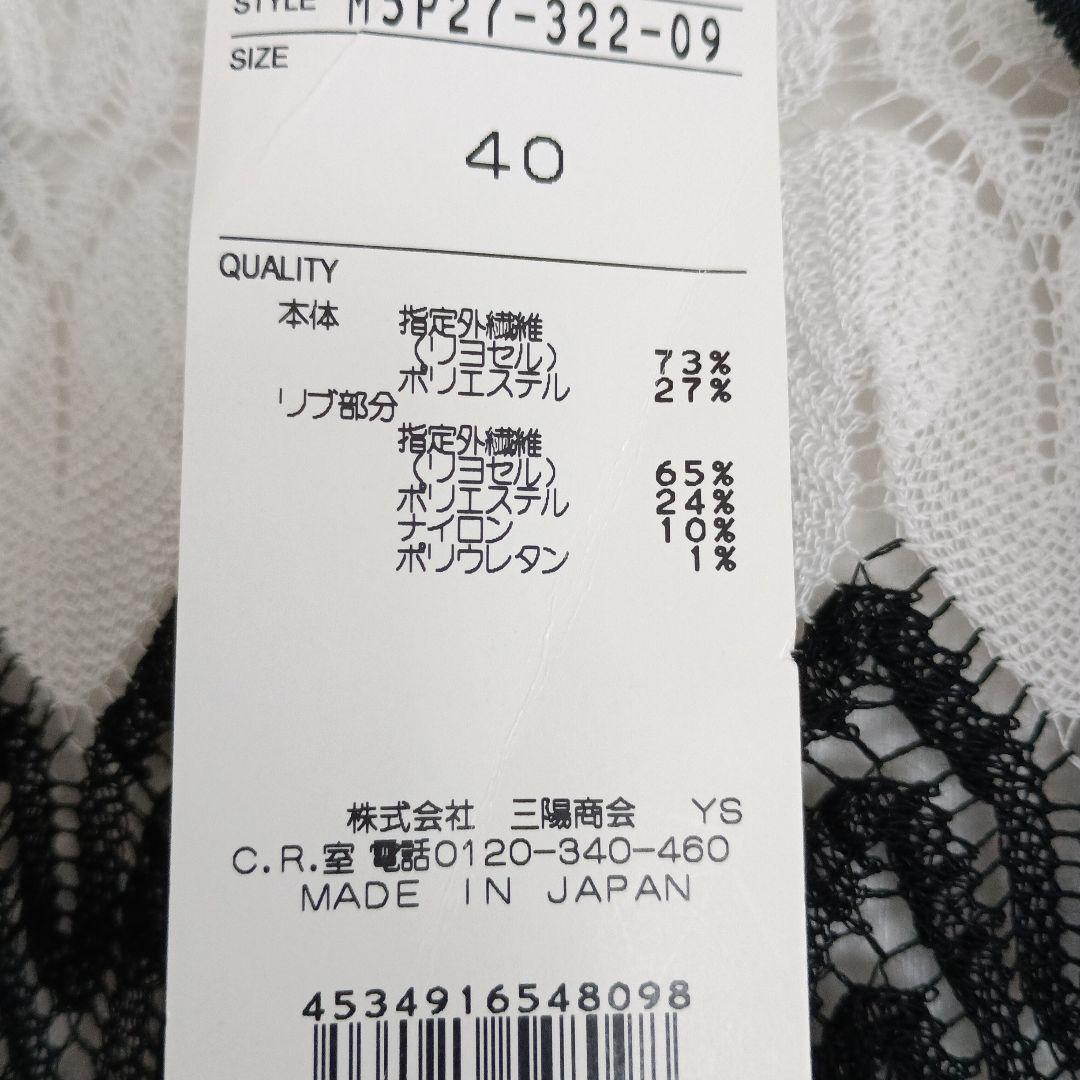 STYLE M5P27-322-09
SIZE
40
QUALITY
本体 指定外繊維
(リヨセル) 73%
ポリエステル 27%
リブ部分
指定外繊維
(リヨセル) 65%
ポリエステル 24%
ナイロン 10%
ポリウレタン 1%
株式会社 三陽商会 YS
C.R.室 電話0120-340-460
MADE IN JAPAN
4534916548098